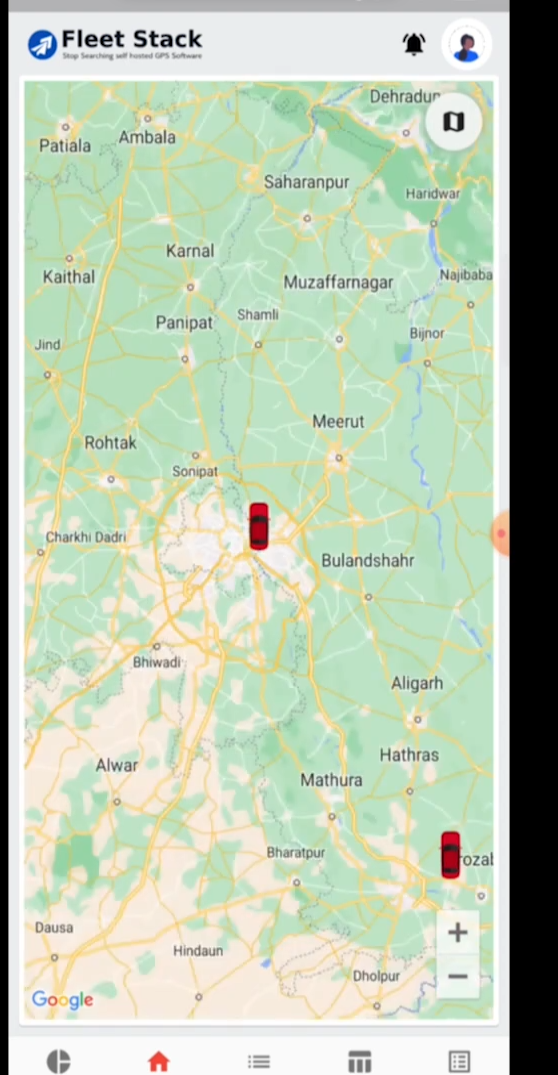 Fleet Stack
Stop Searching self hosted GPS Software
Dehradun
Patiala
Ambala
Saharanpur
Haridwar
Karnal
Kaithal
Muzaffarnagar
Najibaba
Panipat
Shamli
Bijnor
Jind
Meerut
Rohtak
Sonipat
Charkhi Dadri
Bulandshahr
Bhiwadi
Aligarh
Hathras
Alwar
Mathura
Bharatpur
rozal
Dausa
Hindaun
Dholpur
Google